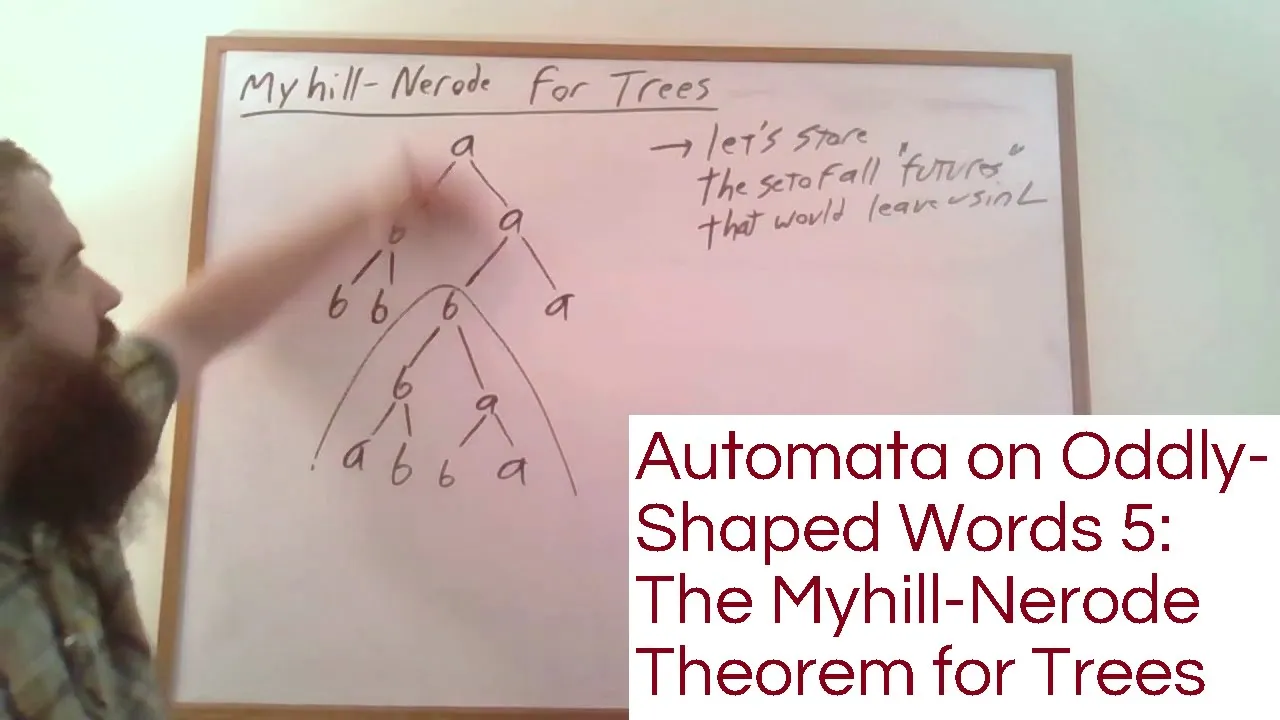 Myhill-Nerode for Trees
a
→ let's store
the set of all "futures"
that would leave us in L
b a
b b b a
b a
a b b a
Automata on Oddly-
Shaped Words 5:
The Myhill-Nerode
Theorem for Trees